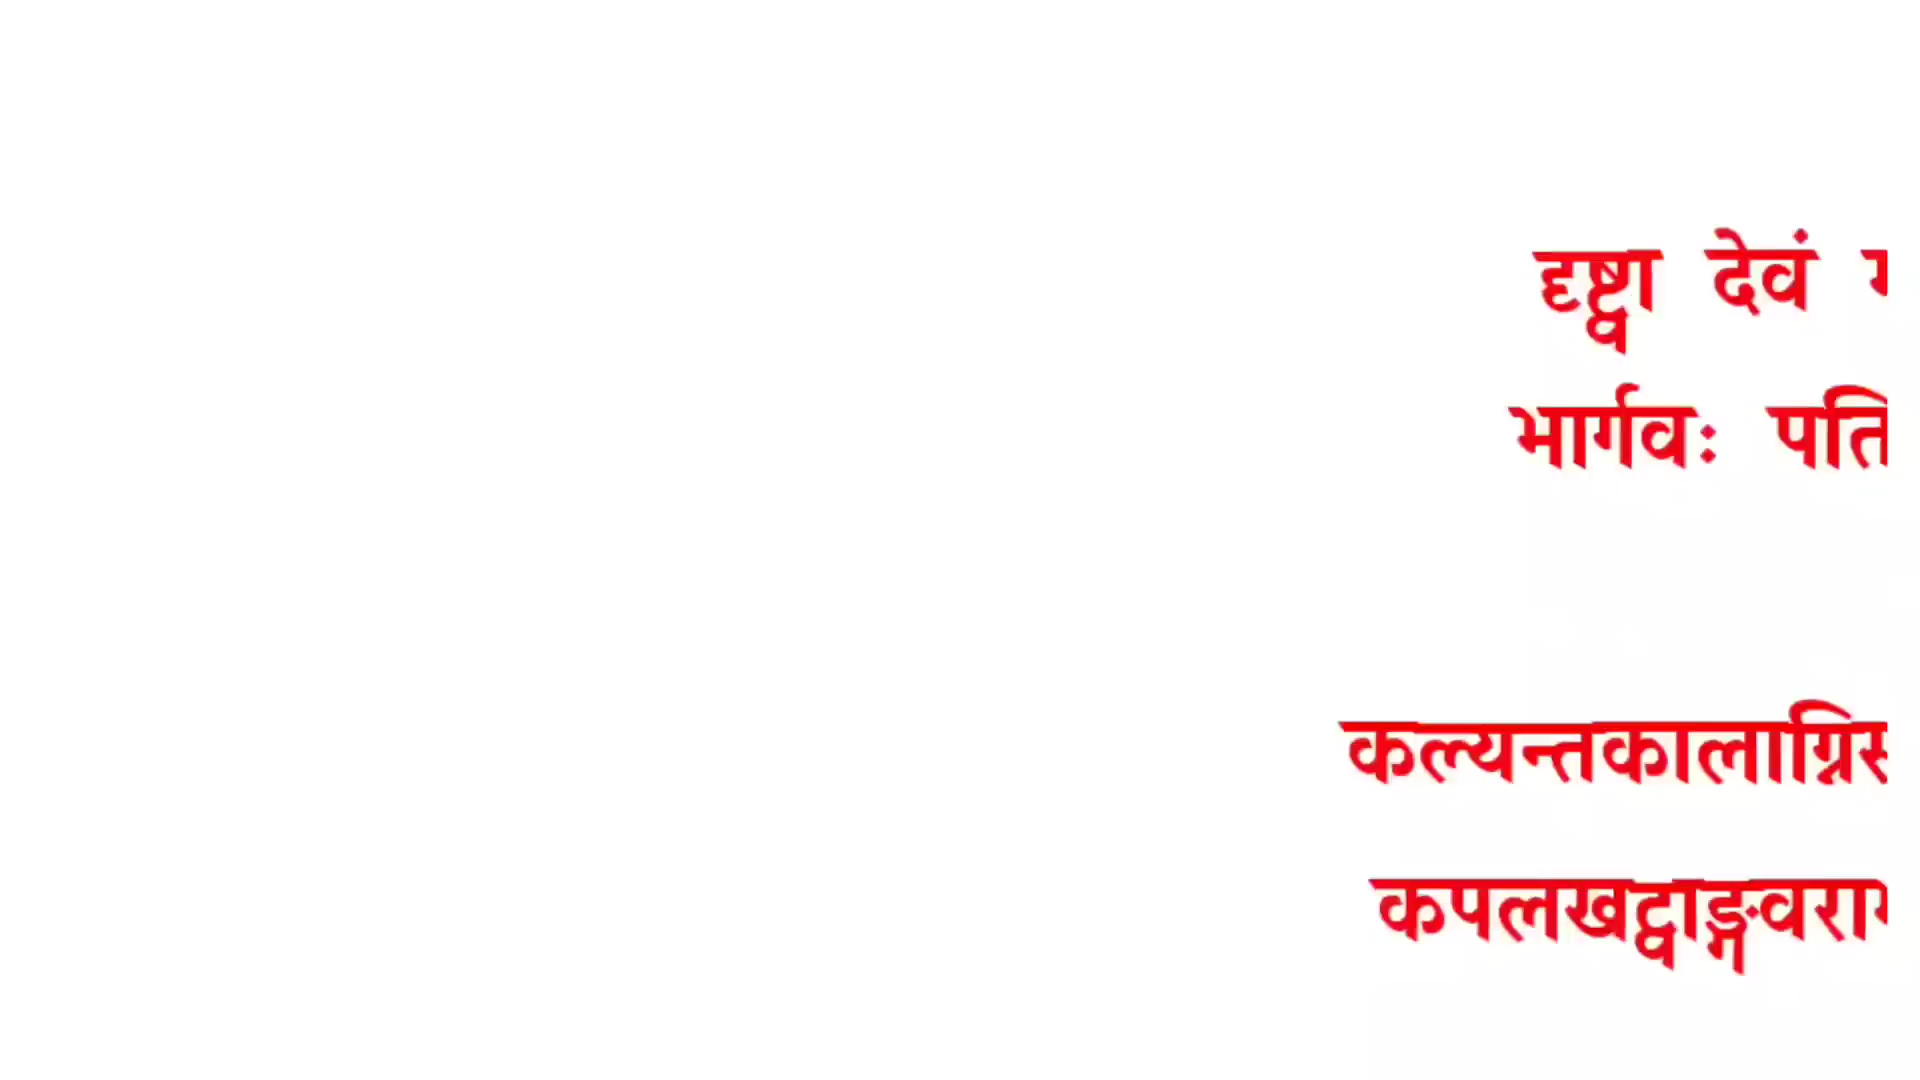 दृष्ट्वा देवं
भार्गवः पति
कल्यन्तकालाग्निस
कपलखट्वाङ्गवरा